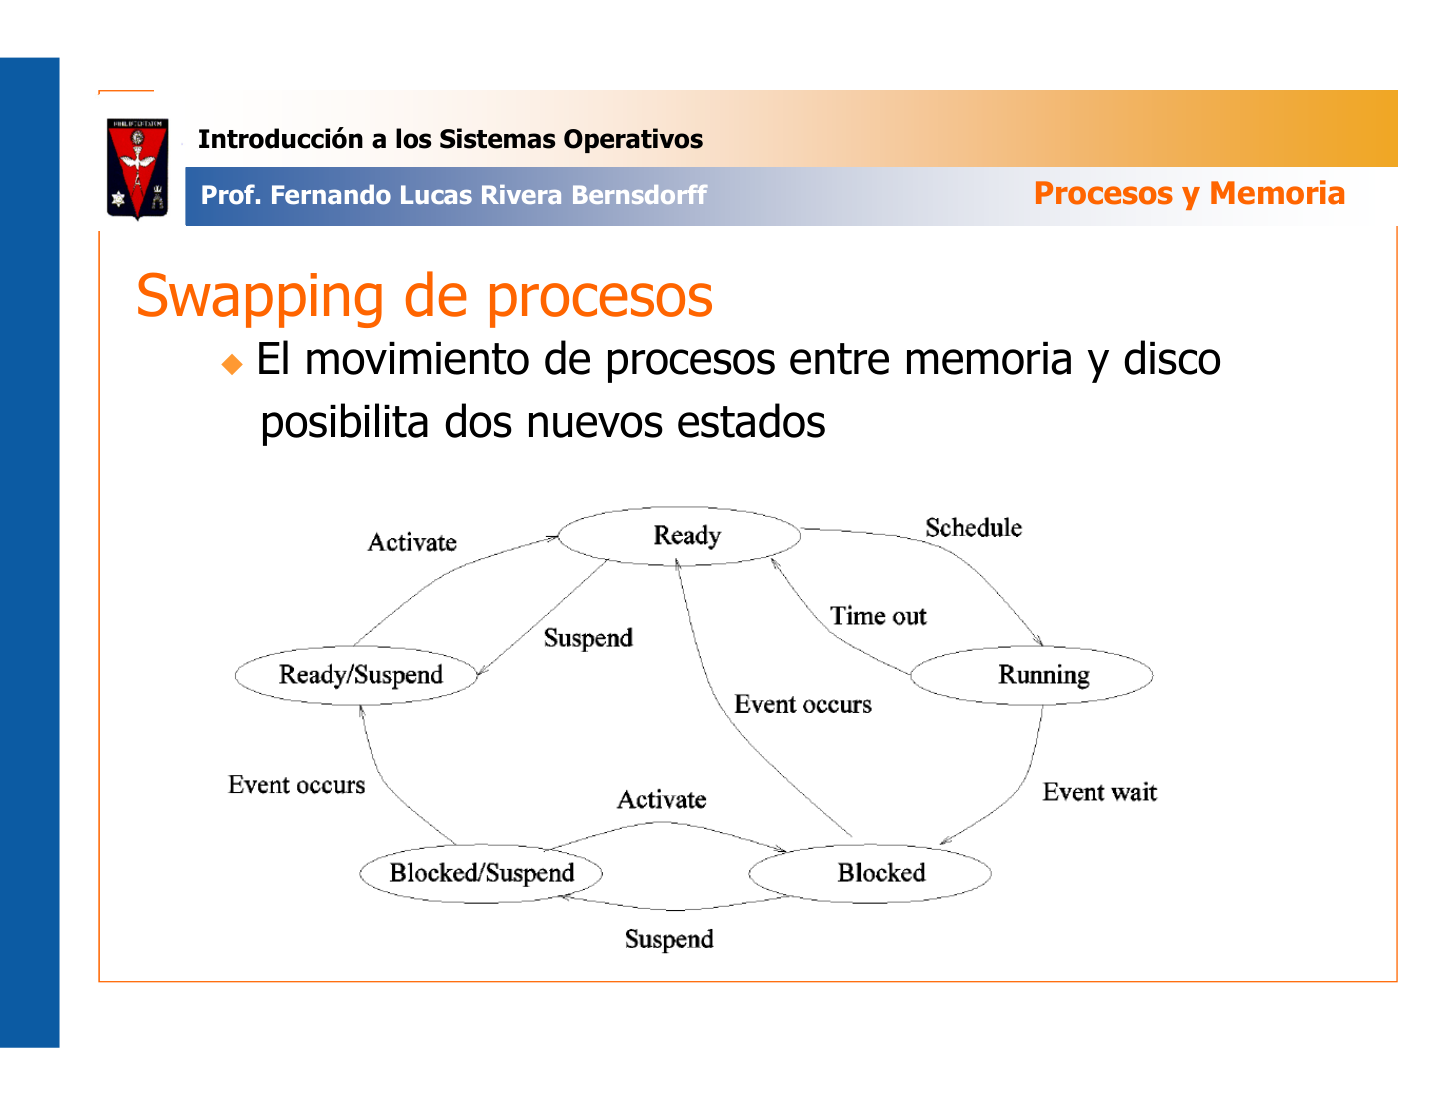 Introducción a los Sistemas Operativos
Prof. Fernando Lucas Rivera Bernsdorff
Procesos y Memoria
Swapping de procesos
El movimiento de procesos entre memoria y disco
posibilita dos nuevos estados
Ready
Schedule
Activate
Time out
Suspend
Ready/Suspend
Running
Event occurs
Event occurs
Event wait
Activate
Blocked/Suspend
Blocked
Suspend